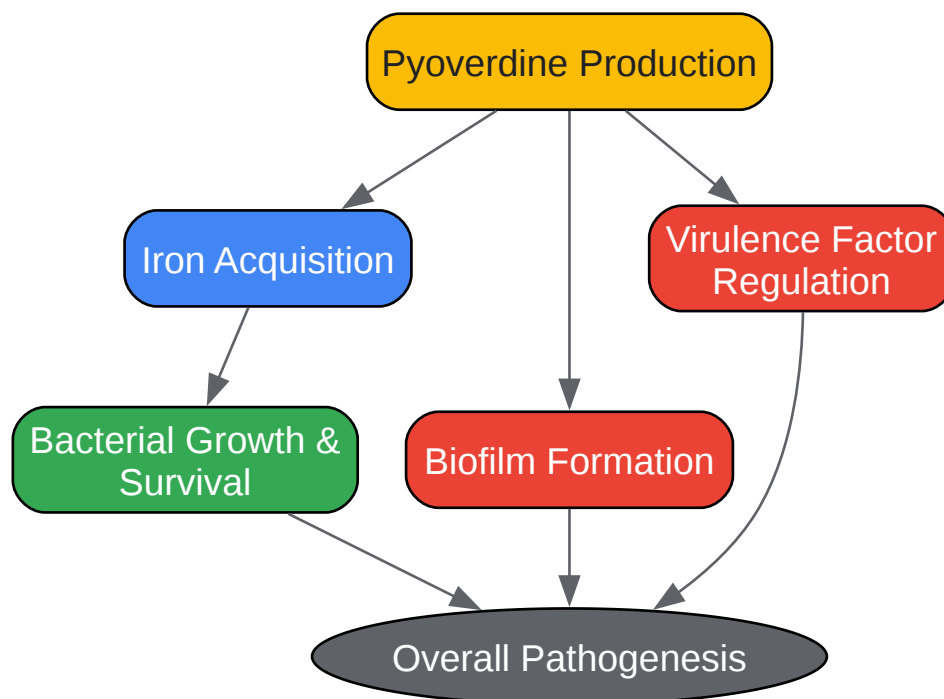 Pyoverdine Production
Iron Acquisition
Virulence Factor
Regulation
Bacterial Growth &
Survival
Biofilm Formation
Overall Pathogenesis